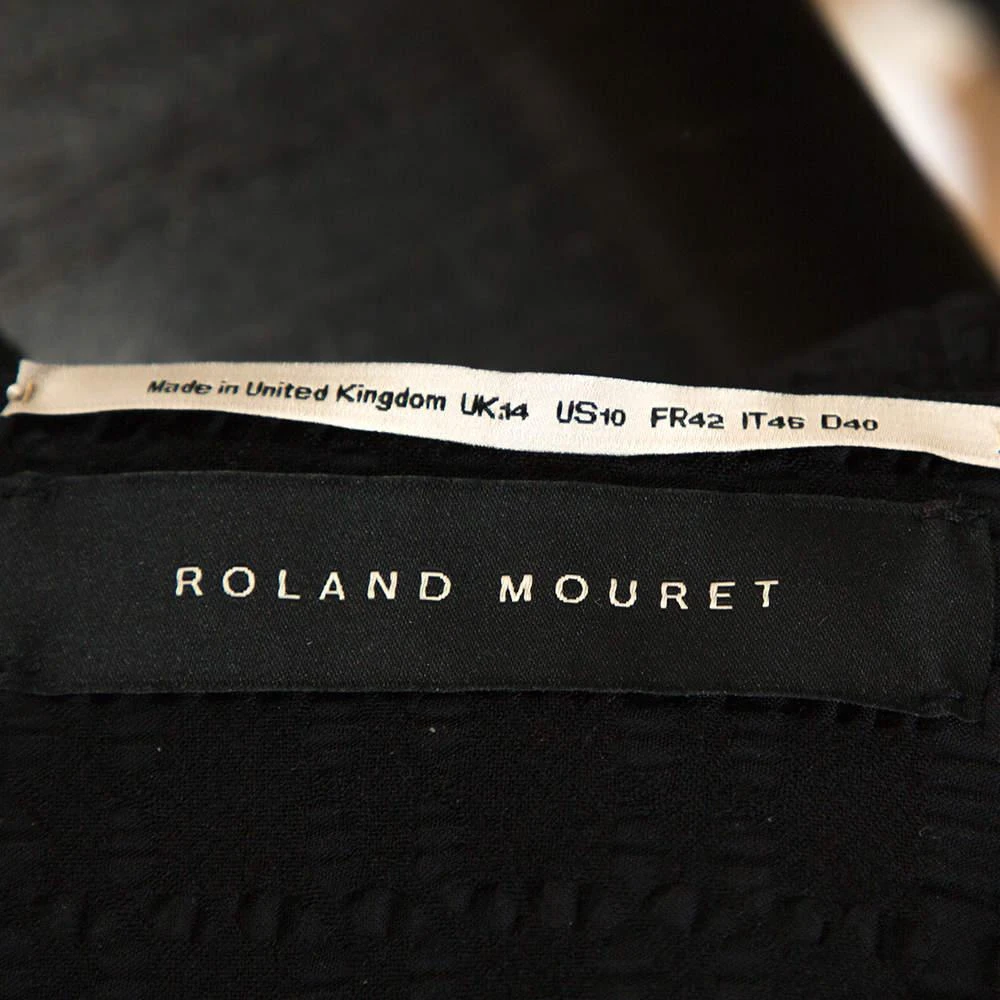 Made in United Kingdom UK:14 US10 FR42 IT46 D40
ROLAND MOURET